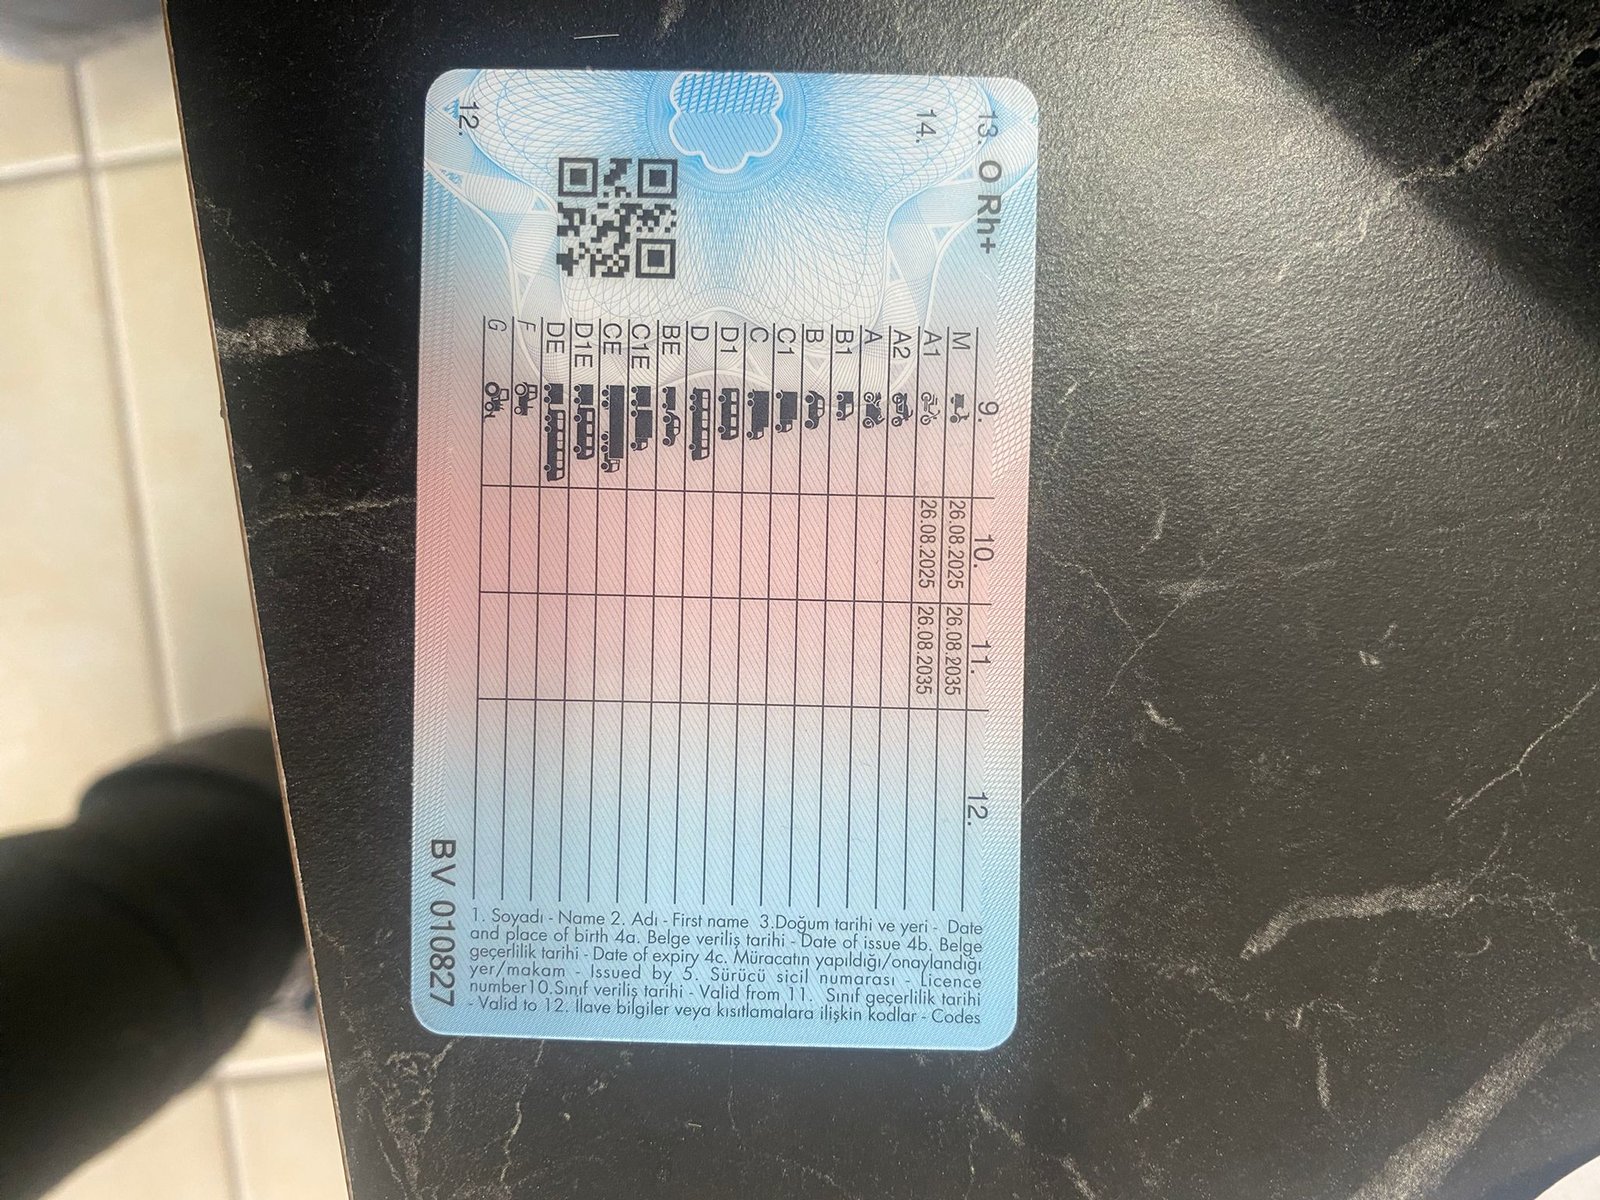 13. O Rh+
14.
12.
9. 10. 11. 12.
M 26.08.2025 26.08.2035
A1 26.08.2025 26.08.2035
A2
A
B1
B
C1
C
D1
D
BE
C1E
CE
D1E
DE
F
G
1. Soyadı - Name 2. Adı - First name 3.Doğum tarihi ve yeri - Date
and place of birth 4a. Belge veriliş tarihi - Date of issue 4b. Belge
geçerlilik tarihi - Date of expiry 4c. Müracatın yapıldığı/onaylandığı
yer/makam - Issued by 5. Sürücü sicil numarası - Licence
number10.Sınıf veriliş tarihi - Valid from 11. Sınıf geçerlilik tarihi
- Valid to 12. İlave bilgiler veya kısıtlamalara ilişkin kodlar - Codes
BV 010827